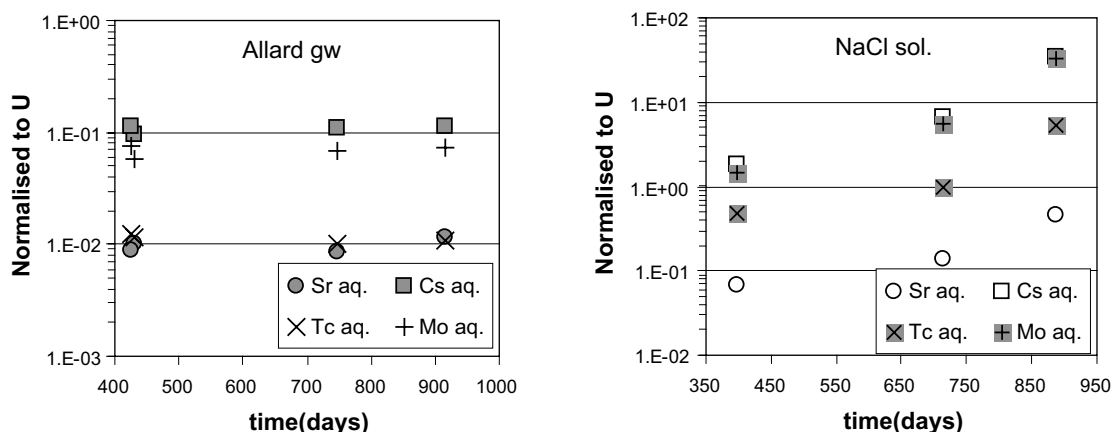 Allard gw
Normalised to U
1.E+00
1.E-01
1.E-02
1.E-03
Sr aq. Cs aq.
Tc aq. Mo aq.
400 500 600 700 800 900 1000
time(days)
NaCl sol.
Normalised to U
1.E+02
1.E+01
1.E+00
1.E-01
1.E-02
Sr aq. Cs aq.
Tc aq. Mo aq.
350 450 550 650 750 850 950
time(days)